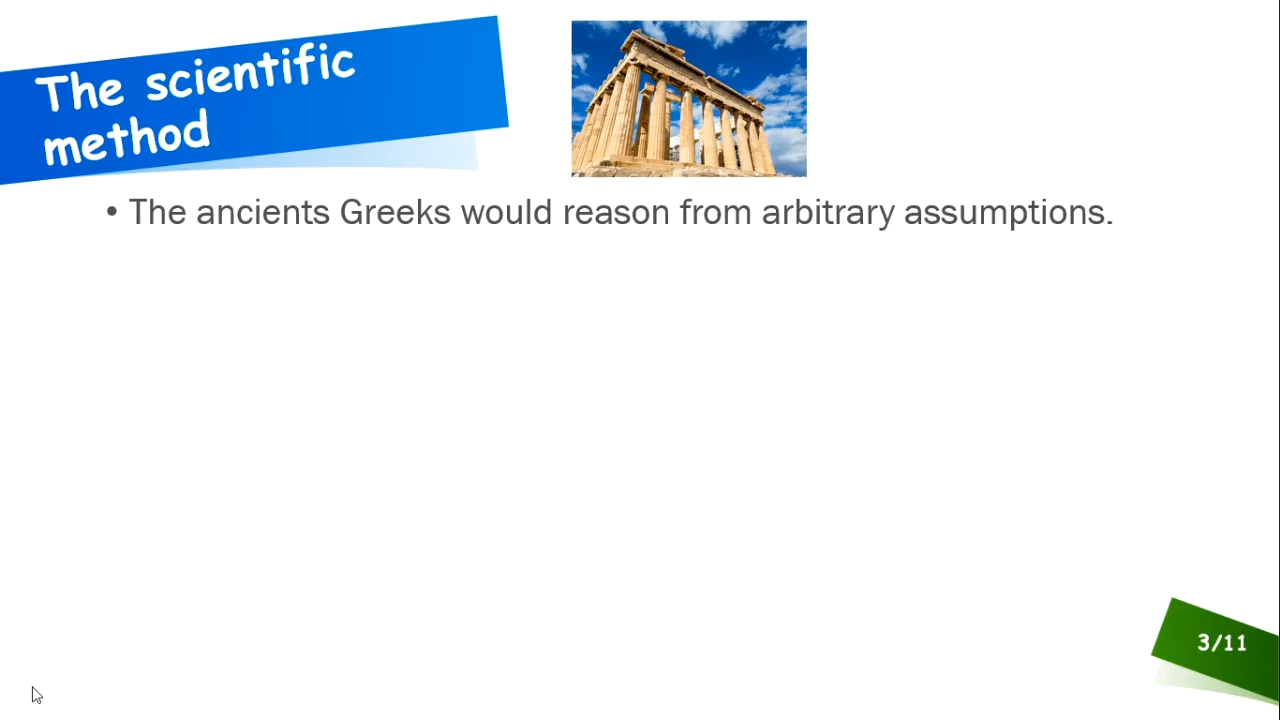 The scientific
method
• The ancients Greeks would reason from arbitrary assumptions.
3/11